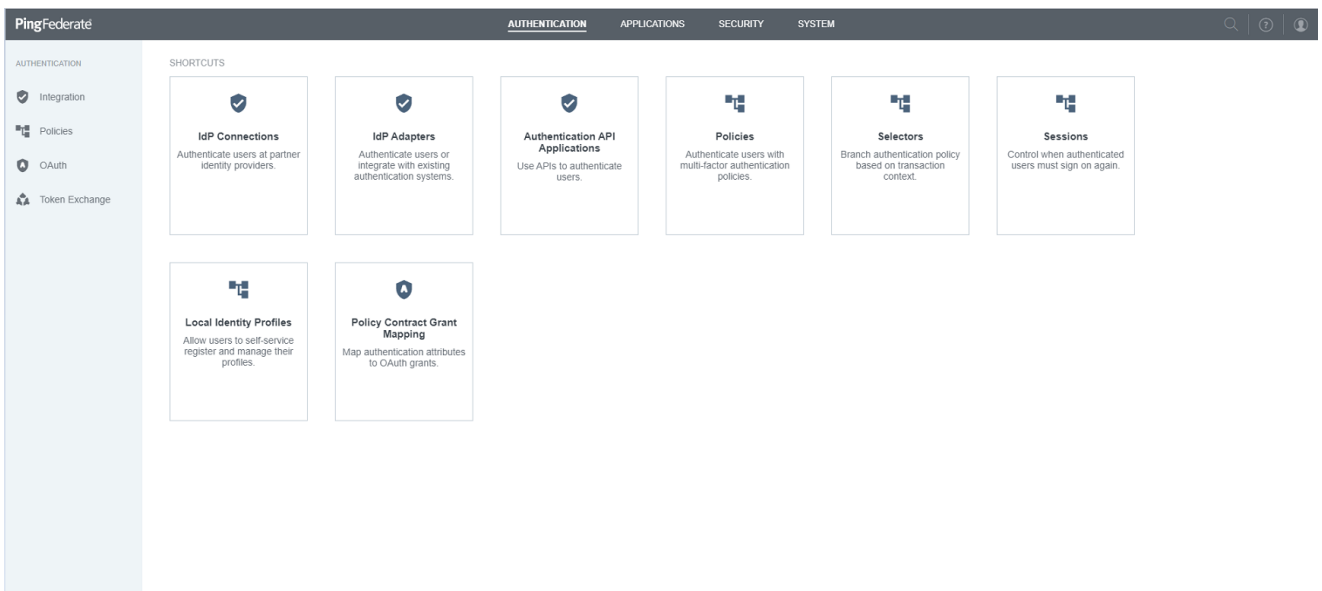 PingFederate
AUTHENTICATION
APPLICATIONS
SECURITY
SYSTEM
AUTHENTICATION
Integration
Policies
OAuth
Token Exchange
SHORTCUTS
IdP Connections
Authenticate users at partner
identity providers.
IdP Adapters
Authenticate users or
integrate with existing
authentication systems.
Authentication API
Applications
Use APIs to authenticate
users.
Policies
Authenticate users with
multi-factor authentication
policies.
Selectors
Branch authentication policy
based on transaction
context.
Sessions
Control when authenticated
users must sign on again.
Local Identity Profiles
Allow users to self-service
register and manage their
profiles.
Policy Contract Grant
Mapping
Map authentication attributes
to OAuth grants.